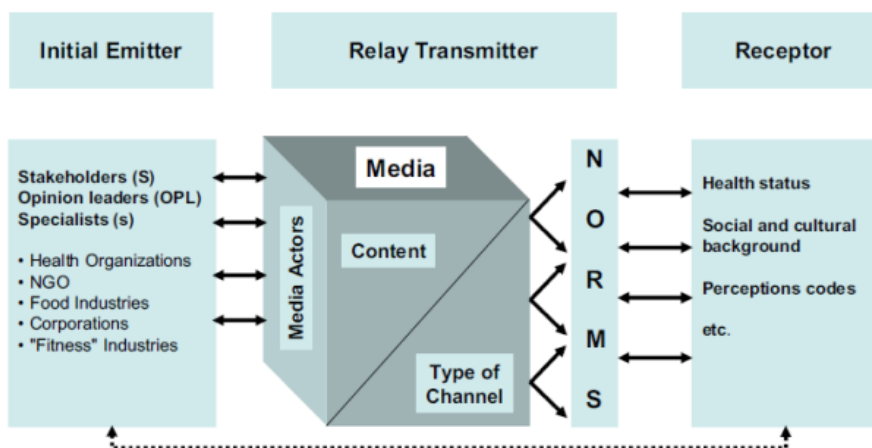 Initial Emitter
Relay Transmitter
Receptor
Stakeholders (S)
Opinion leaders (OPL)
Specialists (s)
• Health Organizations
• NGO
• Food Industries
• Corporations
• "Fitness" Industries
Media Actors
Media
Content
Type of
Channel
N
O
R
M
S
Health status
Social and cultural
background
Perceptions codes
etc.